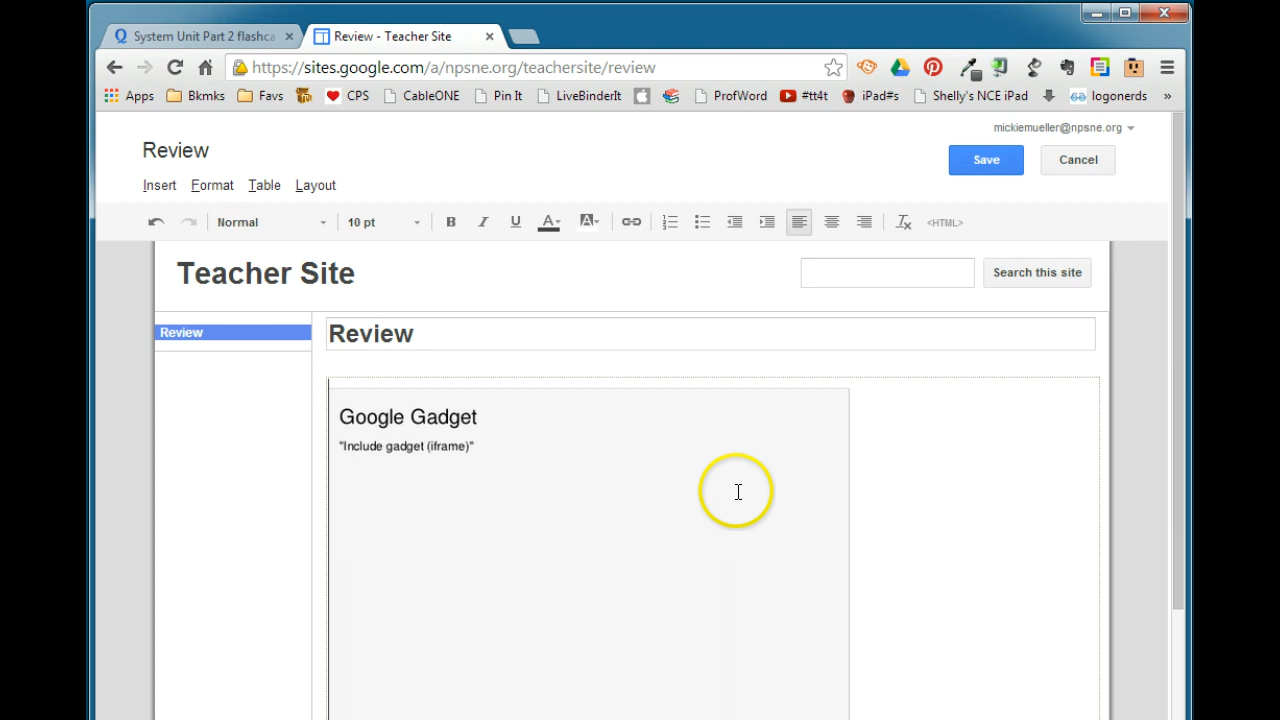 System Unit Part 2 flashca
Review - Teacher Site
https://sites.google.com/a/npsne.org/teachersite/review
Apps Bkmks Favs CPS CableONE Pin It LiveBinderIt ProfWord #tt4t iPad#s Shelly's NCE iPad logonerds »
mickiemueller@npsne.org
Review
Save Cancel
Insert Format Table Layout
Normal 10 pt B I U A A <HTML>
Teacher Site
Search this site
Review
Review
Google Gadget
"Include gadget (iframe)"